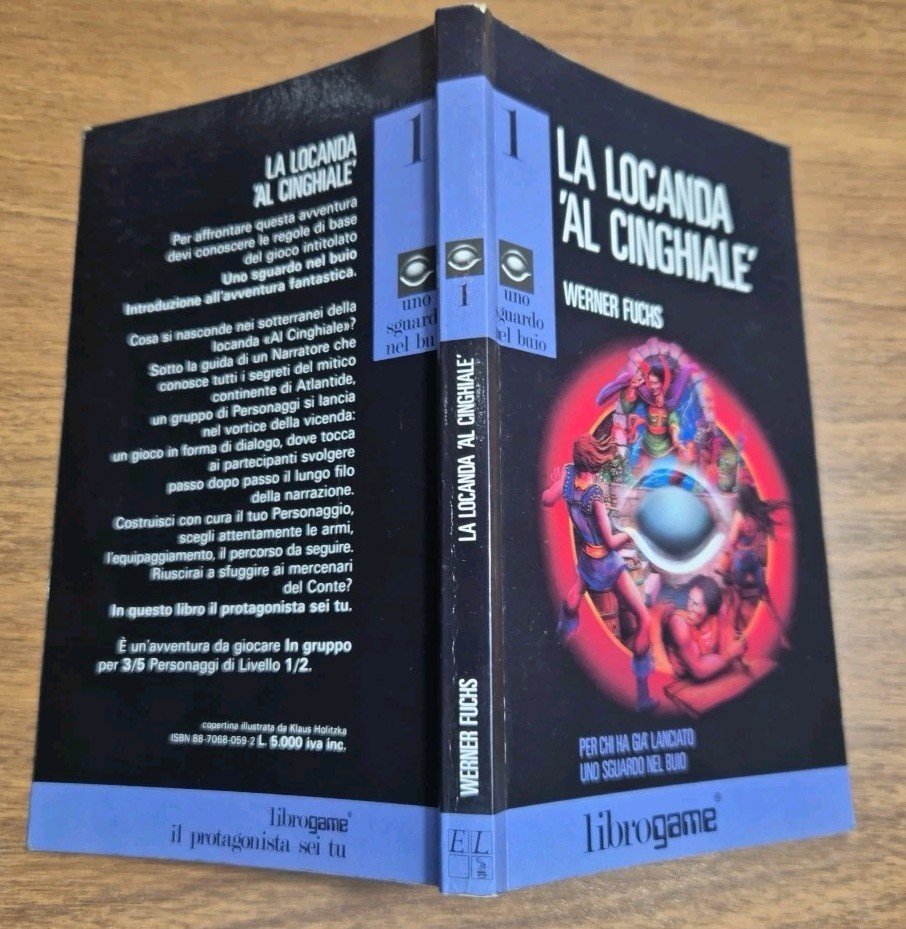 LA LOCANDA
'AL CINGHIALE'
Per affrontare questa avventura
devi conoscere le regole di base
del gioco intitolato
Uno sguardo nel buio
Introduzione all'avventura fantastica.
Cosa si nasconde nei sotterranei della
locanda «Al Cinghiale»?
Sotto la guida di un Narratore che
conosce tutti i segreti del mitico
continente di Atlantide,
un gruppo di Personaggi si lancia
nel vortice della vicenda:
un gioco in forma di dialogo, dove tocca
ai partecipanti svolgere
passo dopo passo il lungo filo
della narrazione.
Costruisci con cura il tuo Personaggio,
scegli attentamente le armi,
l'equipaggiamento, il percorso da seguire.
Riuscirai a sfuggire ai mercenari
del Conte?
In questo libro il protagonista sei tu.
È un'avventura da giocare In gruppo
per 3/5 Personaggi di Livello 1/2.
copertina illustrata da Klaus Holitzka
ISBN 88-7068-059-2 L. 5.000 iva inc.
librogame®
il protagonista sei tu
1
uno
sguardo
nel buio
1
LA LOCANDA 'AL CINGHIALE'
WERNER FUCHS
E L
1
uno
sguardo
nel buio
LA LOCANDA
'AL CINGHIALE'
WERNER FUCHS
PER CHI HA GIA' LANCIATO
UNO SGUARDO NEL BUIO
librogame®